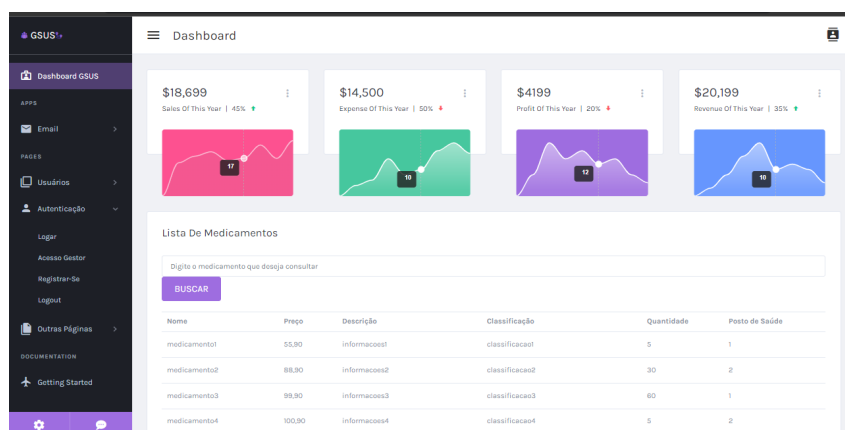 GSUS
Dashboard
Dashboard GSUS
APPS
Email
PAGES
Usuários
Autenticação
Logar
Acesso Gestor
Registrar-Se
Logout
Outras Páginas
DOCUMENTATION
Getting Started
$18,699
Sales Of This Year | 45%
17
$14,500
Expense Of This Year | 50%
10
$4199
Profit Of This Year | 20%
12
$20,199
Revenue Of This Year | 35%
10
Lista De Medicamentos
Digite o medicamento que deseja consultar
BUSCAR
Nome Preço Descrição Classificação Quantidade Posto de Saúde
medicamento1 55,90 informacoes1 classificacao1 5 1
medicamento2 88,90 informacoes2 classificacao2 30 2
medicamento3 99,90 informacoes3 classificacao3 60 1
medicamento4 100,90 informacoes4 classificacao4 5 2